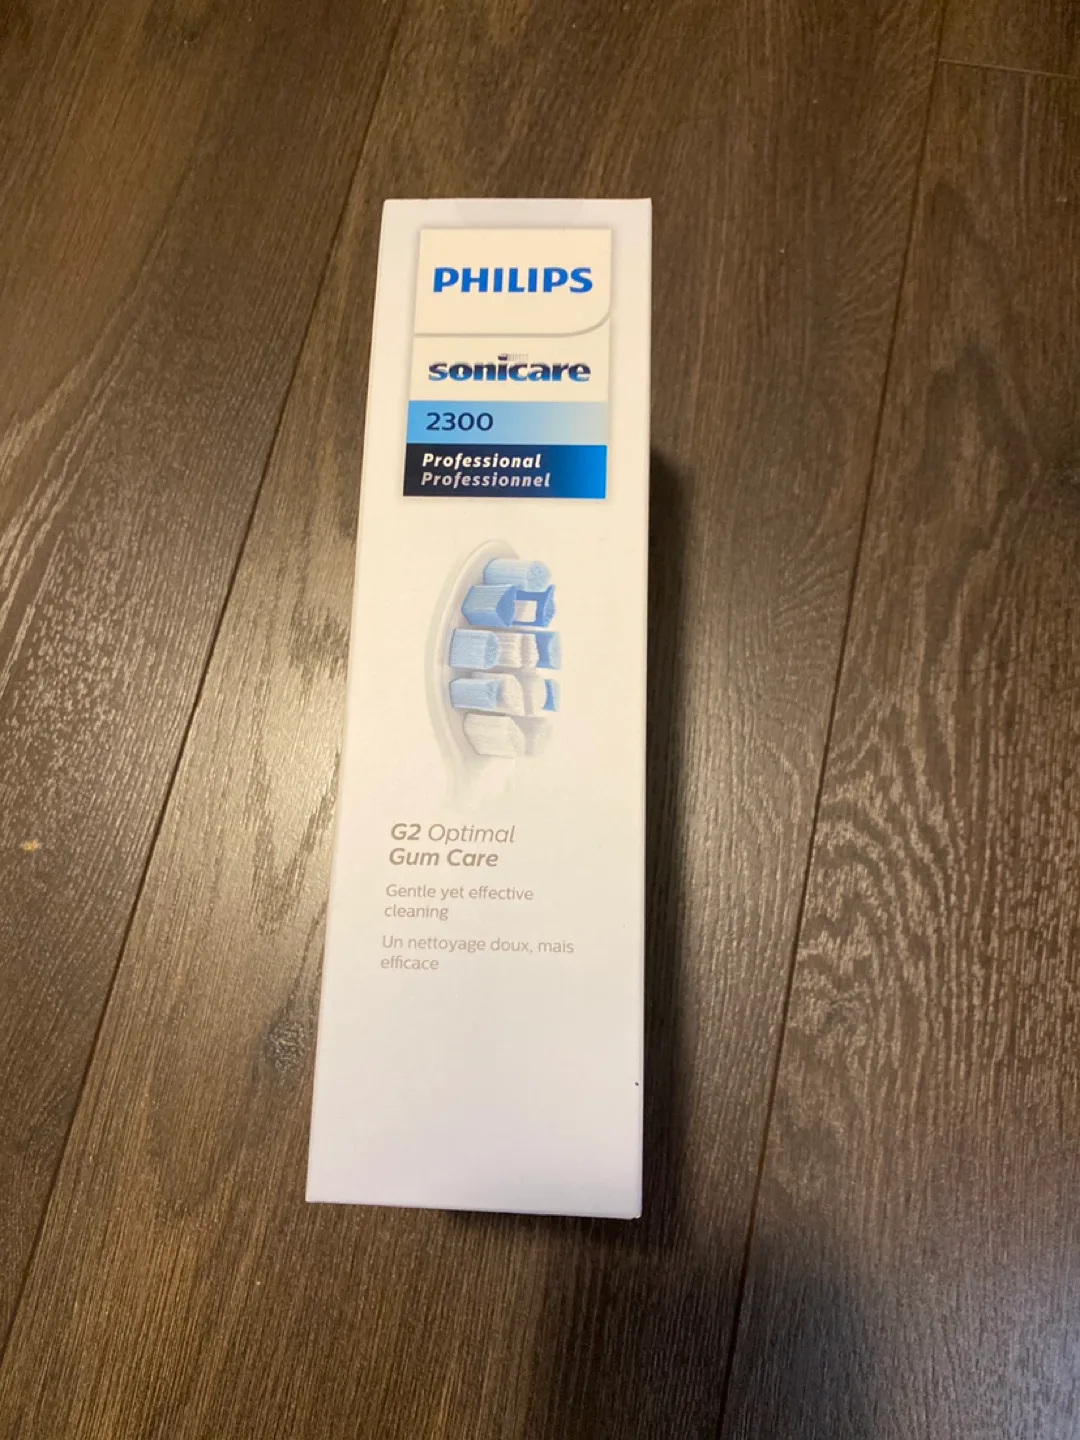 PHILIPS
sonicare
2300
Professional
Professionnel
G2 Optimal
Gum Care
Gentle yet effective
cleaning
Un nettoyage doux, mais
efficace